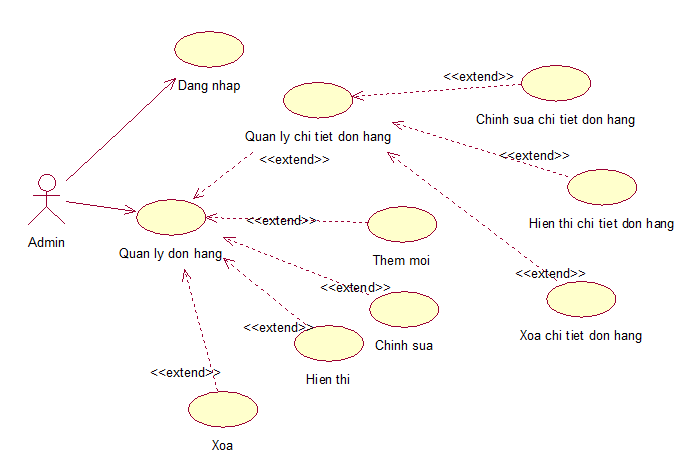 Dang nhap
<<extend>>
Chinh sua chi tiet don hang
Quan ly chi tiet don hang
<<extend>>
<<extend>>
Hien thi chi tiet don hang
Admin
Quan ly don hang
<<extend>>
Them moi
<<extend>>
Xoa chi tiet don hang
<<extend>>
Chinh sua
<<extend>>
Hien thi
<<extend>>
Xoa